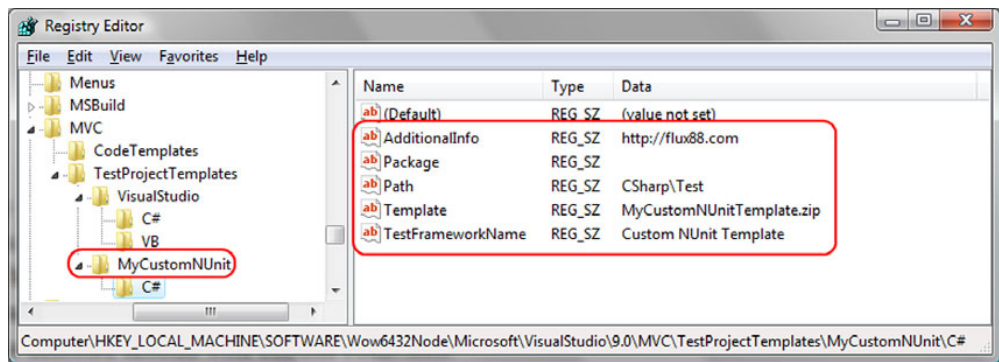 Registry Editor
File Edit View Favorites Help
Menus
MSBuild
MVC
CodeTemplates
TestProjectTemplates
VisualStudio
C#
VB
MyCustomNUnit
C#
Name Type Data
(Default) REG_SZ (value not set)
AdditionalInfo REG_SZ http://flux88.com
Package REG_SZ
Path REG_SZ CSharp\Test
Template REG_SZ MyCustomNUnitTemplate.zip
TestFrameworkName REG_SZ Custom NUnit Template
Computer\HKEY_LOCAL_MACHINE\SOFTWARE\Wow6432Node\Microsoft\VisualStudio\9.0\MVC\TestProjectTemplates\MyCustomNUnit\C#